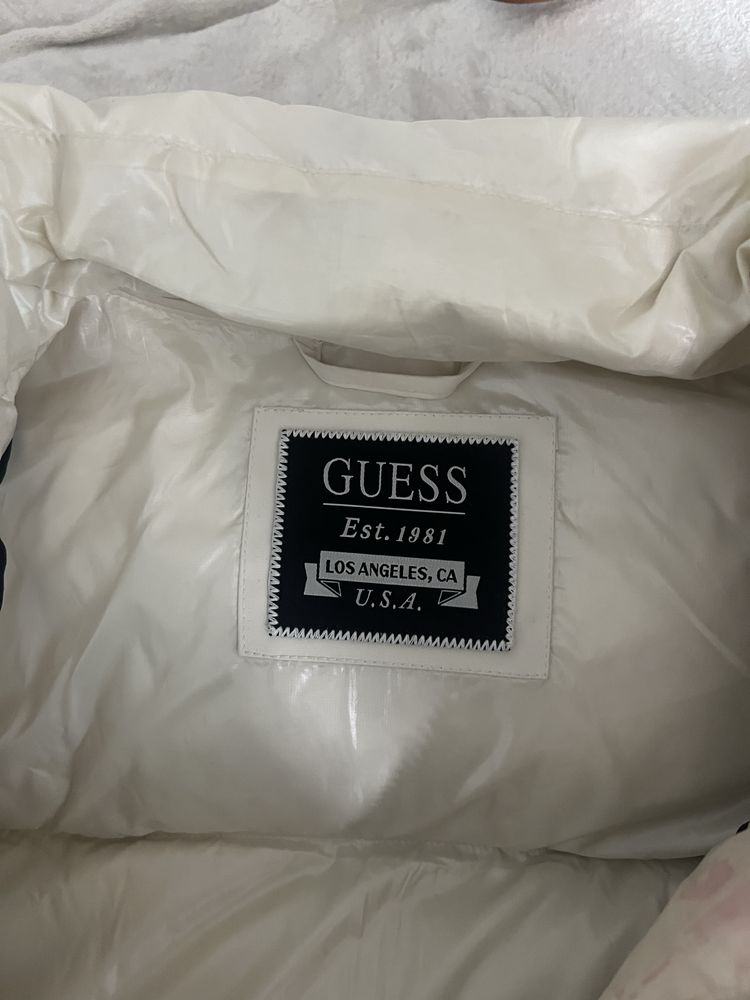 GUESS
Est. 1981
LOS ANGELES, CA
U.S.A.